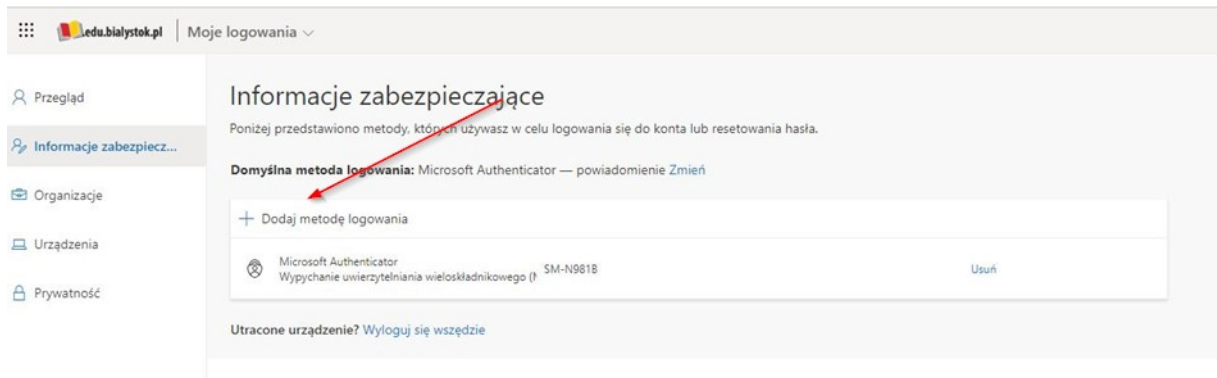 .edu.bialystok.pl Moje logowania
Przegląd
Informacje zabezpiecz...
Organizacje
Urządzenia
Prywatność
Informacje zabezpieczające
Poniżej przedstawiono metody, których używasz w celu logowania się do konta lub resetowania hasła.
Domyślna metoda logowania: Microsoft Authenticator — powiadomienie Zmień
+ Dodaj metodę logowania
Microsoft Authenticator
Wypychanie uwierzytelniania wieloskładnikowego ( SM-N981B Usuń
Utracone urządzenie? Wyloguj się wszędzie